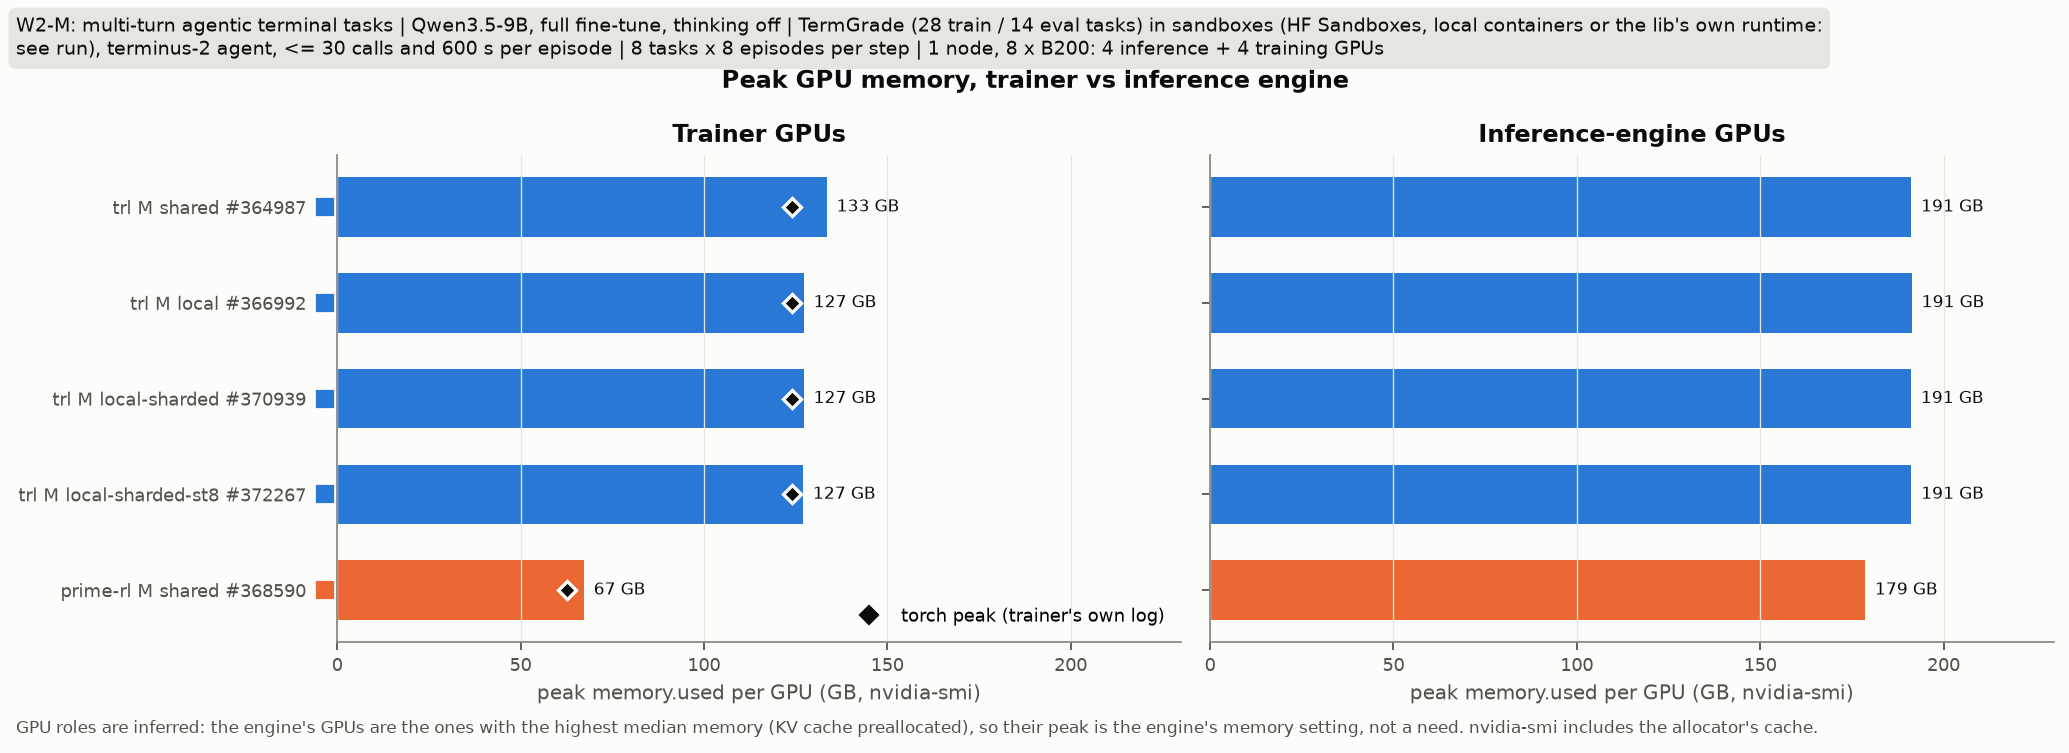 W2-M: multi-turn agentic terminal tasks | Qwen3.5-9B, full fine-tune, thinking off | TermGrade (28 train / 14 eval tasks) in sandboxes (HF Sandboxes, local containers or the lib's own runtime:
see run), terminus-2 agent, <= 30 calls and 600 s per episode | 8 tasks x 8 episodes per step | 1 node, 8 x B200: 4 inference + 4 training GPUs
Peak GPU memory, trainer vs inference engine
Trainer GPUs
trl M shared #364987
133 GB
trl M local #366992
127 GB
trl M local-sharded #370939
127 GB
trl M local-sharded-st8 #372267
127 GB
prime-rl M shared #368590
67 GB
torch peak (trainer's own log)
0 50 100 150 200
peak memory.used per GPU (GB, nvidia-smi)
Inference-engine GPUs
191 GB
191 GB
191 GB
191 GB
179 GB
0 50 100 150 200
peak memory.used per GPU (GB, nvidia-smi)
GPU roles are inferred: the engine's GPUs are the ones with the highest median memory (KV cache preallocated), so their peak is the engine's memory setting, not a need. nvidia-smi includes the allocator's cache.